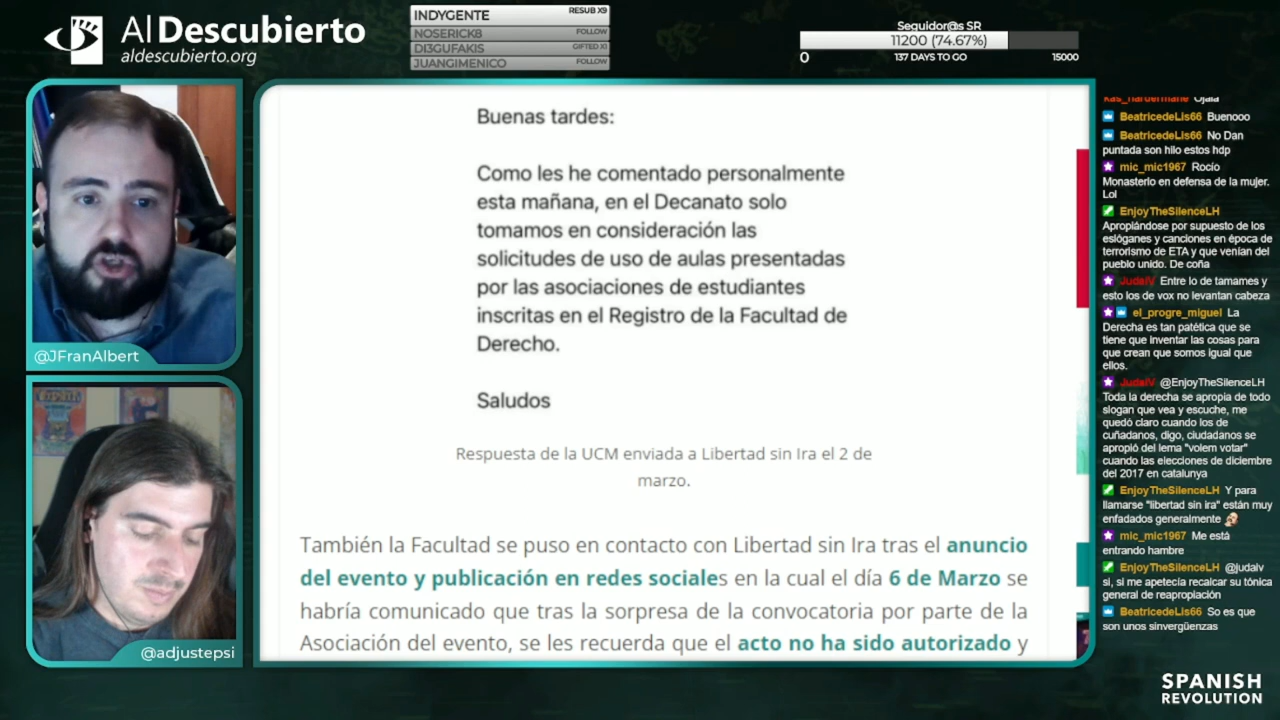 Al Descubierto
aldescubierto.org
INDYGENTE RESUB X9
NOSERICK8 FOLLOW
DI3GUFAKIS GIFTED X1
JUANGIMENICO FOLLOW
Seguidor@s SR
11200 (74.67%)
0 137 DAYS TO GO 15000
@JFranAlbert
@adjustepsi
Buenas tardes:
Como les he comentado personalmente
esta mañana, en el Decanato solo
tomamos en consideración las
solicitudes de uso de aulas presentadas
por las asociaciones de estudiantes
inscritas en el Registro de la Facultad de
Derecho.
Saludos
Respuesta de la UCM enviada a Libertad sin Ira el 2 de
marzo.
También la Facultad se puso en contacto con Libertad sin Ira tras el anuncio
del evento y publicación en redes sociales en la cual el día 6 de Marzo se
habría comunicado que tras la sorpresa de la convocatoria por parte de la
Asociación del evento, se les recuerda que el acto no ha sido autorizado y
Ojala
BeatricedeLis66 Buenooo
BeatricedeLis66 No Dan
puntada son hilo estos hdp
mic_mic1967 Rocío
Monasterio en defensa de la mujer.
Lol
EnjoyTheSilenceLH
Aproplándose por supuesto de los
eslóganes y canciones en época de
terrorismo de ETA y que venían del
pueblo unido. De coña
JudaIV Entre lo de tamames y
esto los de vox no levantan cabeza
el_progre_miguel La
Derecha es tan patética que se
tiene que inventar las cosas para
que crean que somos igual que
ellos.
JudaIV @EnjoyTheSilenceLH
Toda la derecha se apropia de todo
slogan que vea y escuche, me
quedó claro cuando los de
cuñadanos, digo, ciudadanos se
apropió del lema "volem votar"
cuando las elecciones de diciembre
del 2017 en catalunya
EnjoyTheSilenceLH Y para
llamarse "libertad sin ira" están muy
enfadados generalmente
mic_mic1967 Me está
entrando hambre
EnjoyTheSilenceLH @judaiv
si, si me apetecía recalcar su tónica
general de reapropiación
BeatricedeLis66 So es que
son unos sinvergüenzas
SPANISH
REVOLUTION